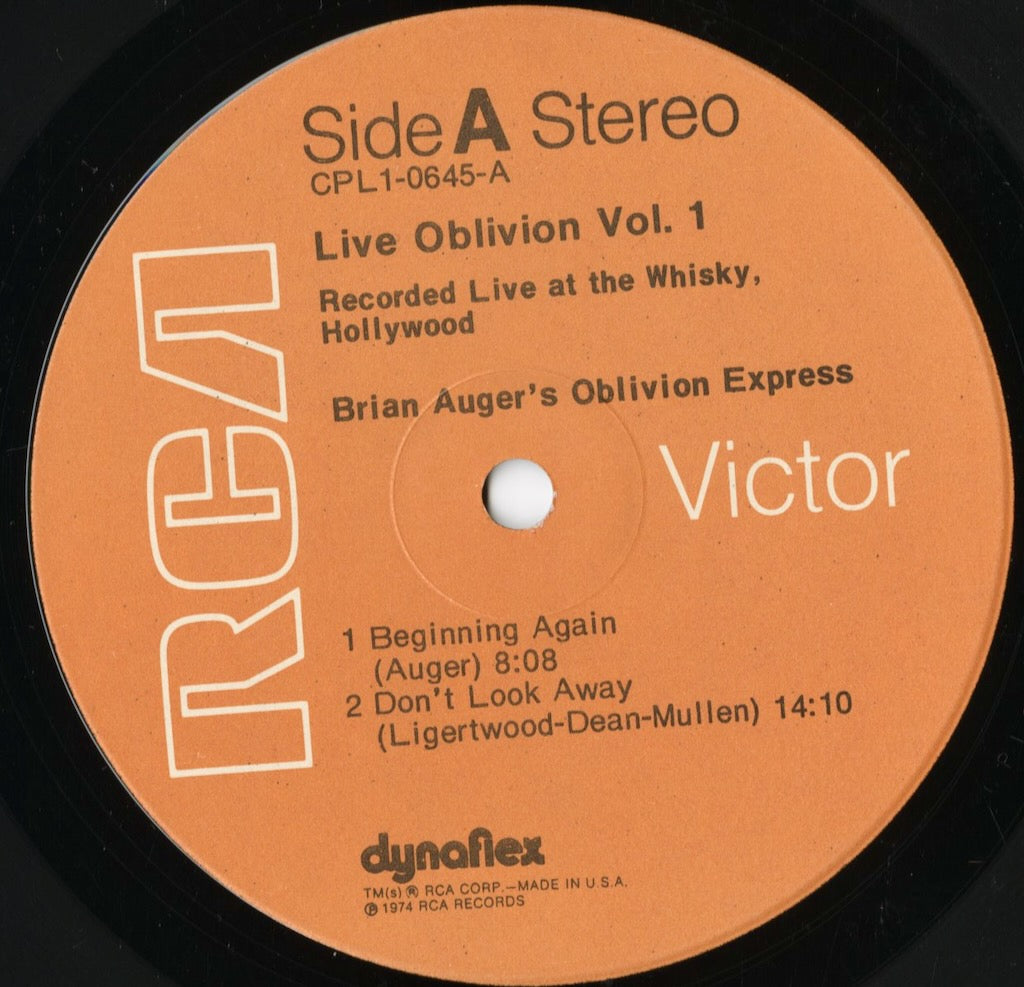 Side A Stereo
CPL1-0645-A
Live Oblivion Vol. 1
Recorded Live at the Whisky,
Hollywood
Brian Auger's Oblivion Express
RCA
Victor
1 Beginning Again
(Auger) 8:08
2 Don't Look Away
(Ligertwood-Dean-Mullen) 14:10
dynaflex
TM(s) ® RCA CORP.—MADE IN U.S.A.
℗ 1974 RCA RECORDS